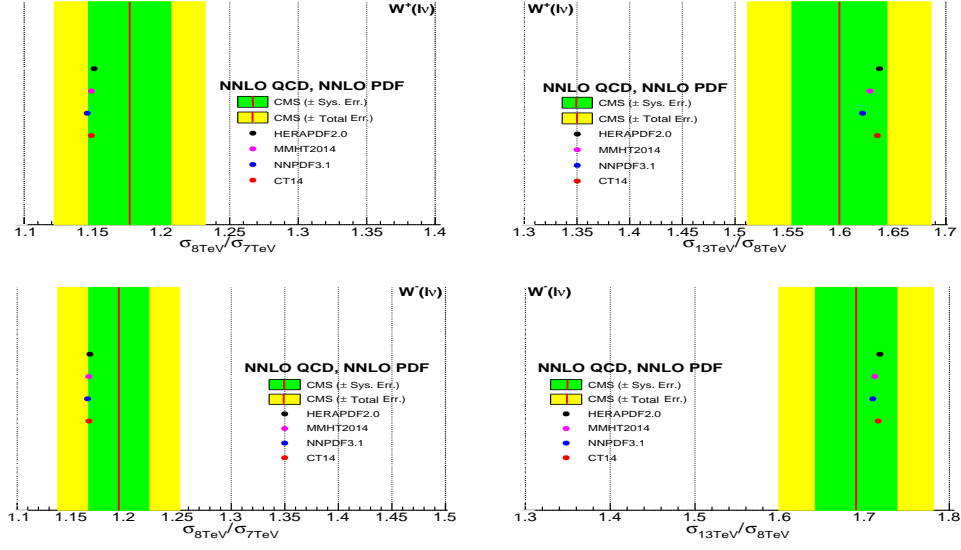 W⁺(lν)
NNLO QCD, NNLO PDF
CMS (± Sys. Err.)
CMS (± Total Err.)
HERAPDF2.0
MMHT2014
NNPDF3.1
CT14
1.1 1.15 1.2 1.25 1.3 1.35 1.4
σ8TeV/σ7TeV
W⁺(lν)
NNLO QCD, NNLO PDF
CMS (± Sys. Err.)
CMS (± Total Err.)
HERAPDF2.0
MMHT2014
NNPDF3.1
CT14
1.3 1.35 1.4 1.45 1.5 1.55 1.6 1.65 1.7
σ13TeV/σ8TeV
W⁻(lν)
NNLO QCD, NNLO PDF
CMS (± Sys. Err.)
CMS (± Total Err.)
HERAPDF2.0
MMHT2014
NNPDF3.1
CT14
1.1 1.15 1.2 1.25 1.3 1.35 1.4 1.45 1.5
σ8TeV/σ7TeV
W⁻(lν)
NNLO QCD, NNLO PDF
CMS (± Sys. Err.)
CMS (± Total Err.)
HERAPDF2.0
MMHT2014
NNPDF3.1
CT14
1.3 1.4 1.5 1.6 1.7 1.8
σ13TeV/σ8TeV